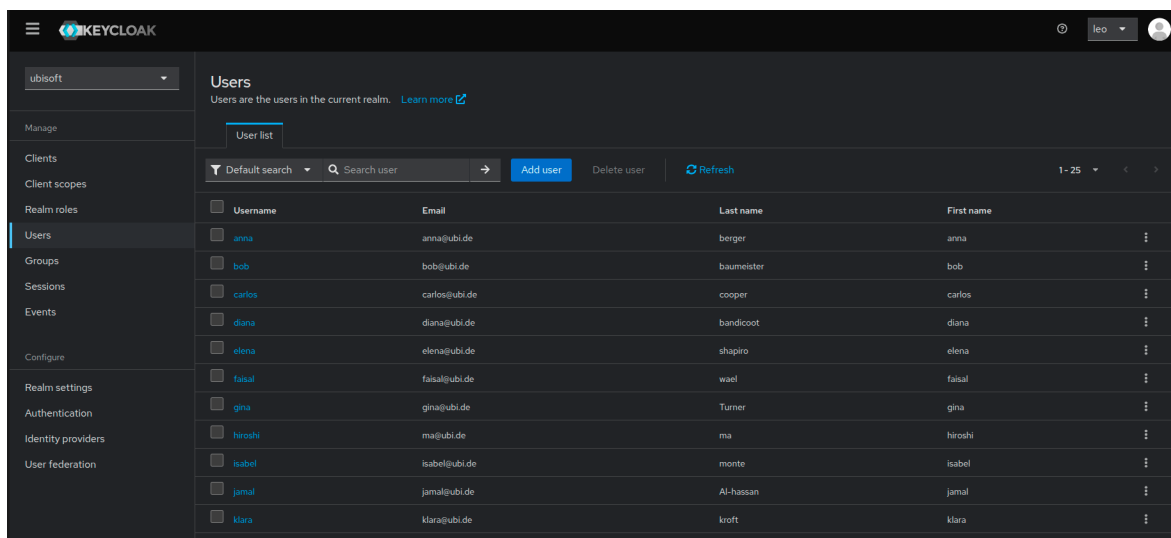 KEYCLOAK
leo
ubisoft
Manage
Clients
Client scopes
Realm roles
Users
Groups
Sessions
Events
Configure
Realm settings
Authentication
Identity providers
User federation
Users
Users are the users in the current realm. Learn more
User list
Default search Search user Add user Delete user Refresh 1 - 25
Username Email Last name First name
anna anna@ubi.de berger anna
bob bob@ubi.de baumeister bob
carlos carlos@ubi.de cooper carlos
diana diana@ubi.de bandicoot diana
elena elena@ubi.de shapiro elena
faisal faisal@ubi.de wael faisal
gina gina@ubi.de Turner gina
hiroshi ma@ubi.de ma hiroshi
isabel isabel@ubi.de monte isabel
jamal jamal@ubi.de Al-hassan jamal
klara klara@ubi.de kroft klara